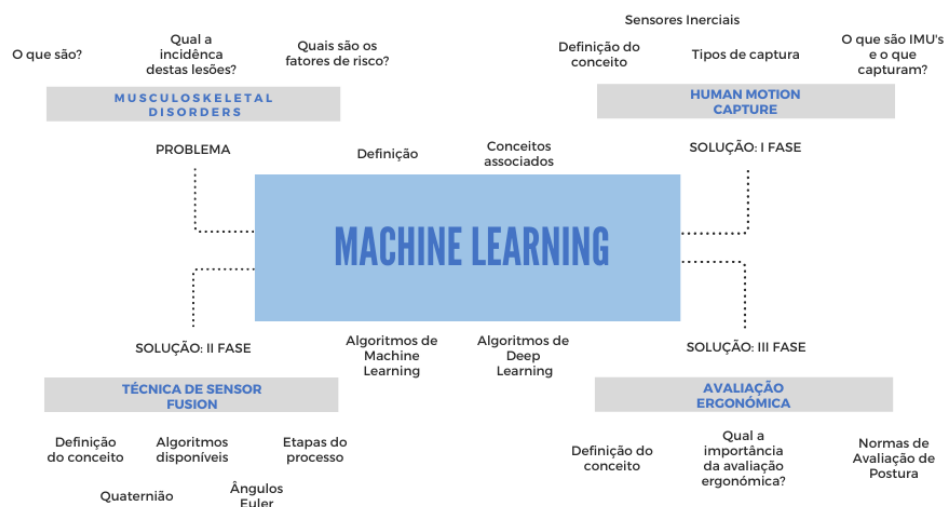 O que são?
Qual a
incidênca
destas lesões?
Quais são os
fatores de risco?
MUSCULOSKELETAL
DISORDERS
PROBLEMA
Sensores Inerciais
Definição do
conceito
Tipos de captura
O que são IMU's
e o que
capturam?
HUMAN MOTION
CAPTURE
SOLUÇÃO: I FASE
Definição
Conceitos
associados
MACHINE LEARNING
Algoritmos de
Machine
Learning
Algoritmos de
Deep
Learning
SOLUÇÃO: II FASE
TÉCNICA DE SENSOR
FUSION
Definição
do conceito
Algoritmos
disponíveis
Etapas do
processo
Quaternião
Ângulos
Euler
SOLUÇÃO: III FASE
AVALIAÇÃO
ERGONÓMICA
Definição do
conceito
Qual a
importância
da avaliação
ergonómica?
Normas de
Avaliação de
Postura